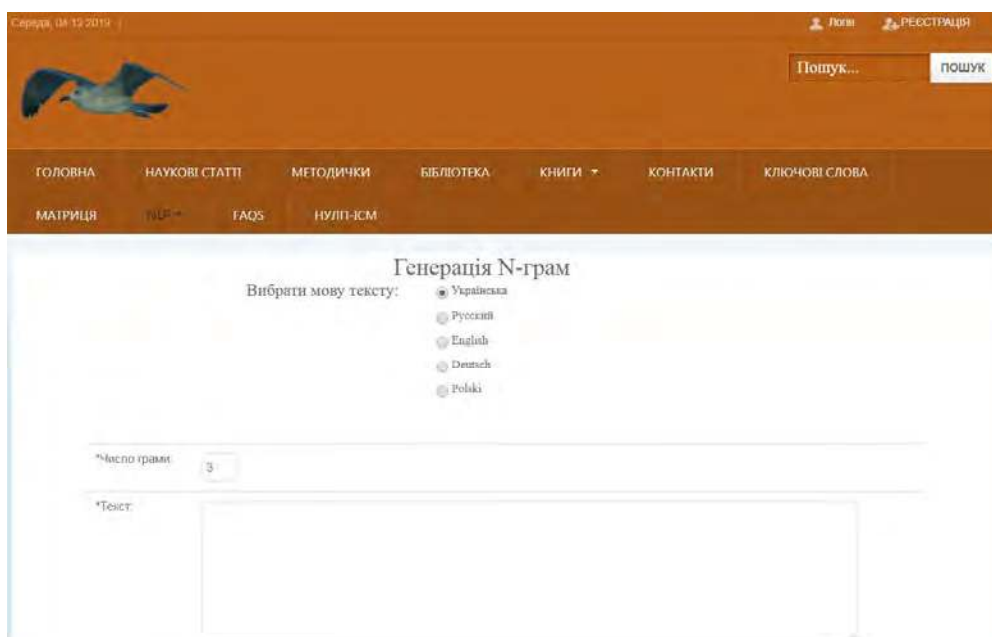 Середа, 04 12 2019
Логін РЕЄСТРАЦІЯ
Пошук... ПОШУК
ГОЛОВНА НАУКОВІ СТАТТІ МЕТОДИЧКИ БІБЛІОТЕКА КНИГИ КОНТАКТИ КЛЮЧОВІ СЛОВА
МАТРИЦЯ NLP FAQS НУЛП-ІСМ
Генерація N-грам
Вибрати мову тексту: Українська
Русский
English
Deutsch
Polski
*Число грами: 3
*Текст: